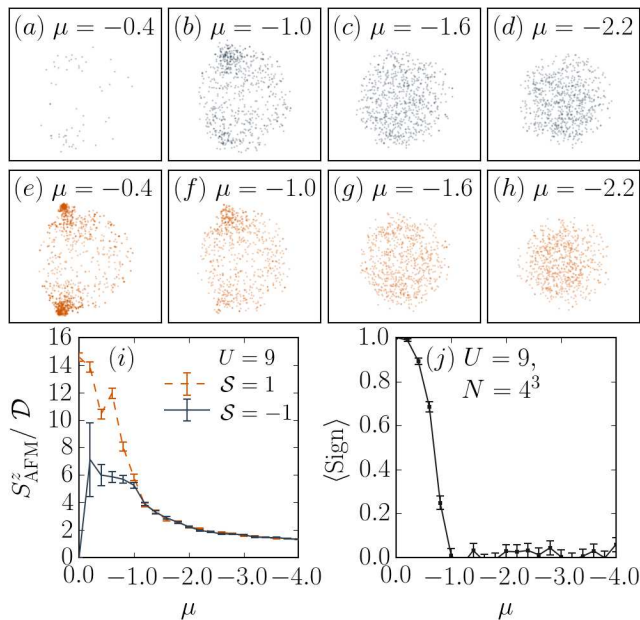 (a) μ = −0.4
(b) μ = −1.0
(c) μ = −1.6
(d) μ = −2.2
(e) μ = −0.4
(f) μ = −1.0
(g) μ = −1.6
(h) μ = −2.2
16
14
12
10
8
6
4
2
0
S^z_AFM / 𝒟
(i)
U = 9
𝒮 = 1
𝒮 = −1
0.0 −1.0 −2.0 −3.0 −4.0
μ
1.0
0.8
0.6
0.4
0.2
0.0
⟨Sign⟩
(j) U = 9,
N = 4³
0.0 −1.0 −2.0 −3.0 −4.0
μ